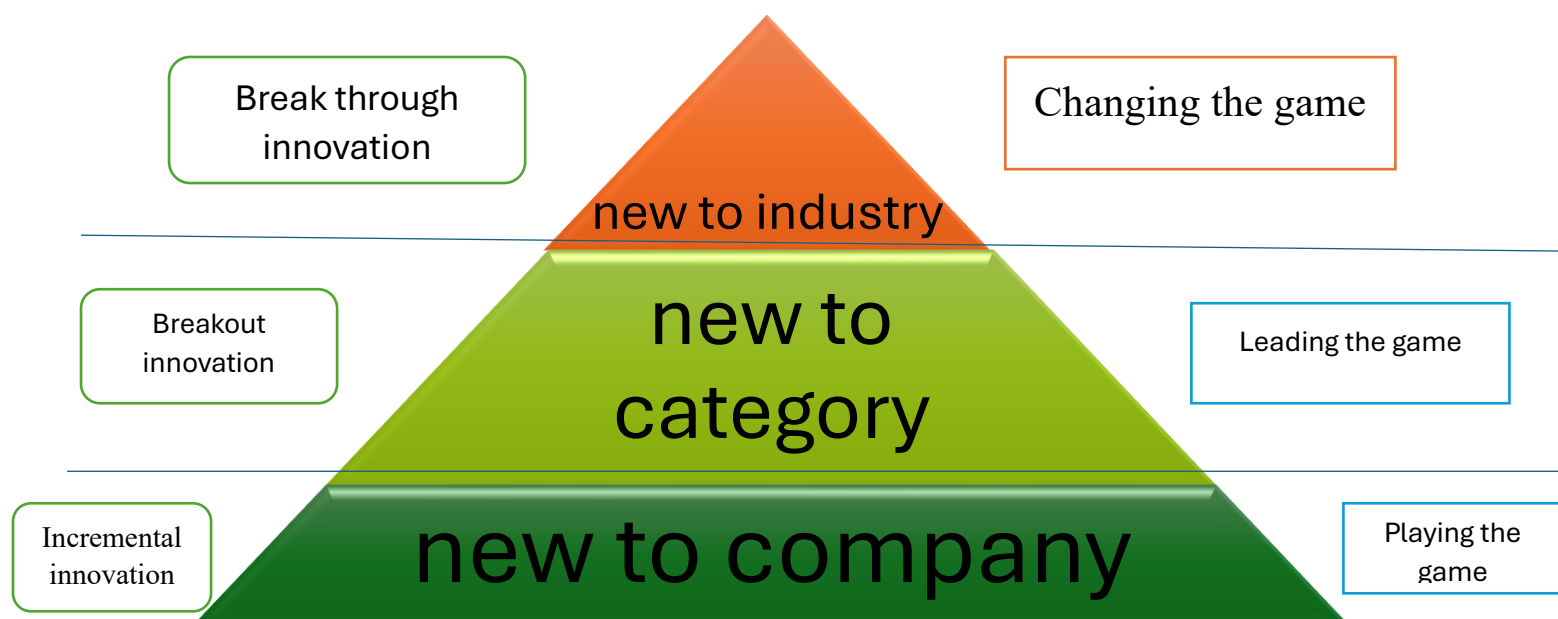 Break through
innovation
Changing the game
new to industry
Breakout
innovation
new to
category
Leading the game
Incremental
innovation
new to company
Playing the
game